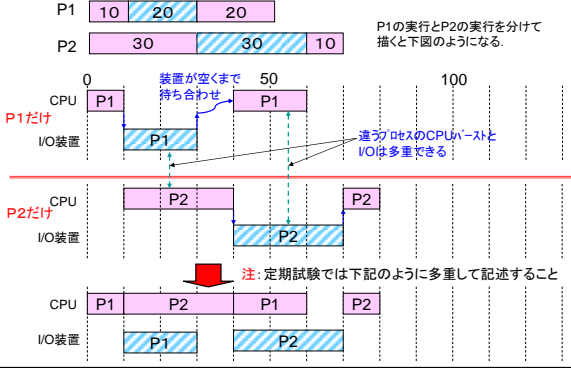 P1 10 20 20
P2 30 30 10
P1の実行とP2の実行を分けて
描くと下図のようになる.
0 50 100
装置が空くまで
待ち合わせ
P1だけ
CPU P1 P1
I/O装置 P1
違うプロセスのCPUバーストと
I/Oは多重できる
P2だけ
CPU P2 P2
I/O装置 P2
注:定期試験では下記のように多重して記述すること
CPU P1 P2 P1 P2
I/O装置 P1 P2